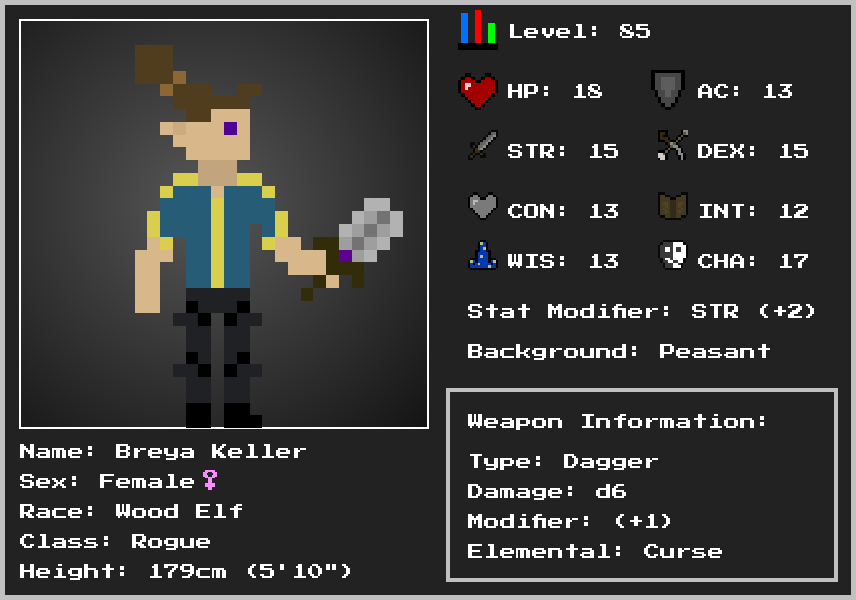 Level: 85
HP: 18
AC: 13
STR: 15
DEX: 15
CON: 13
INT: 12
WIS: 13
CHA: 17
Stat Modifier: STR (+2)
Background: Peasant
Name: Breya Keller
Sex: Female♀
Race: Wood Elf
Class: Rogue
Height: 179cm (5'10")
Weapon Information:
Type: Dagger
Damage: d6
Modifier: (+1)
Elemental: Curse